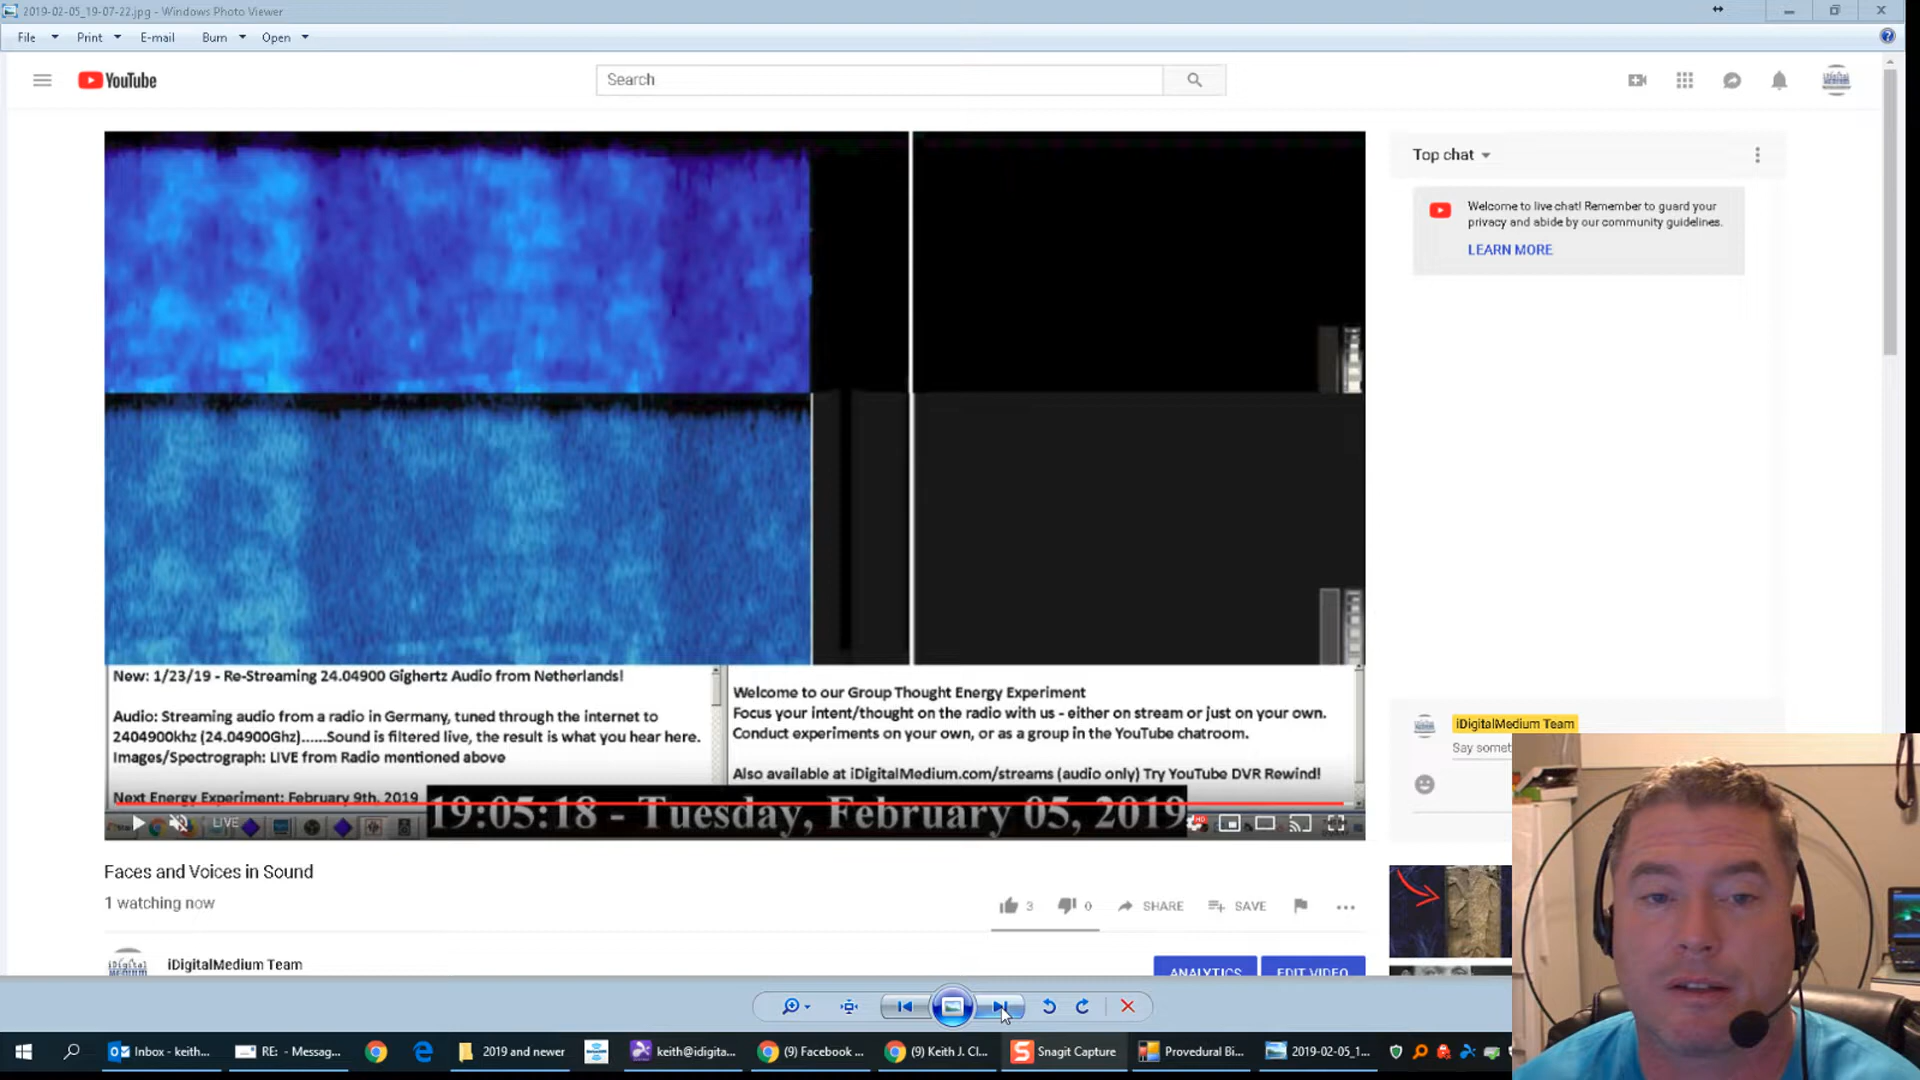 2019-02-05_19-07-22.jpg - Windows Photo Viewer
File Print E-mail Burn Open
YouTube
Search
Top chat
Welcome to live chat! Remember to guard your
privacy and abide by our community guidelines.
LEARN MORE
New: 1/23/19 - Re-Streaming 24.04900 Gighertz Audio from Netherlands!
Audio: Streaming audio from a radio in Germany, tuned through the internet to
2404900khz (24.04900Ghz)......Sound is filtered live, the result is what you hear here.
Images/Spectrograph: LIVE from Radio mentioned above
Next Energy Experiment: February 9th, 2019
Welcome to our Group Thought Energy Experiment
Focus your intent/thought on the radio with us - either on stream or just on your own.
Conduct experiments on your own, or as a group in the YouTube chatroom.
Also available at iDigitalMedium.com/streams (audio only) Try YouTube DVR Rewind!
19:05:18 - Tuesday, February 05, 2019
LIVE
HD
iDigitalMedium Team
Say somet
Faces and Voices in Sound
1 watching now
3 0 SHARE SAVE
iDigitalMedium Team
ANALYTICS EDIT VIDEO
Inbox - keith... RE: - Messag... 2019 and newer keith@idigita... (9) Facebook ... (9) Keith J. Cl... Snagit Capture Provedural Bi... 2019-02-05_1...